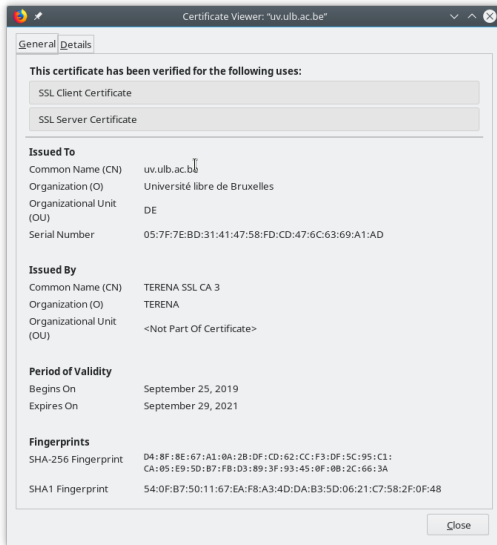 Certificate Viewer: "uv.ulb.ac.be"
General Details
This certificate has been verified for the following uses:
SSL Client Certificate
SSL Server Certificate
Issued To
Common Name (CN) uv.ulb.ac.be
Organization (O) Université libre de Bruxelles
Organizational Unit (OU) DE
Serial Number 05:7F:7E:BD:31:41:47:58:FD:CD:47:6C:63:69:A1:AD
Issued By
Common Name (CN) TERENA SSL CA 3
Organization (O) TERENA
Organizational Unit (OU) <Not Part Of Certificate>
Period of Validity
Begins On September 25, 2019
Expires On September 29, 2021
Fingerprints
SHA-256 Fingerprint D4:8F:8E:67:A1:0A:2B:DF:CD:62:CC:F3:DF:5C:95:C1:
CA:05:E9:5D:B7:FB:D3:89:3F:93:45:0F:0B:2C:66:3A
SHA1 Fingerprint 54:0F:B7:50:11:67:EA:F8:A3:4D:DA:B3:5D:06:21:C7:58:2F:0F:48
Close